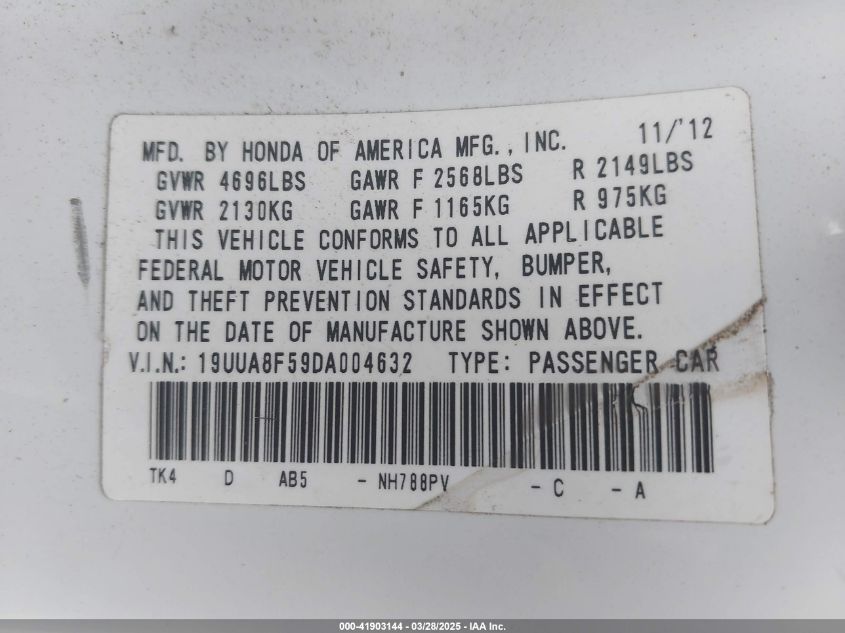 MFD. BY HONDA OF AMERICA MFG., INC. 11/'12
GVWR 4696LBS GAWR F 2568LBS R 2149LBS
GVWR 2130KG GAWR F 1165KG R 975KG
THIS VEHICLE CONFORMS TO ALL APPLICABLE
FEDERAL MOTOR VEHICLE SAFETY, BUMPER,
AND THEFT PREVENTION STANDARDS IN EFFECT
ON THE DATE OF MANUFACTURE SHOWN ABOVE.
V.I.N.: 19UUA8F59DA004632 TYPE: PASSENGER CAR
TK4 D AB5 - NH788PV - C - A
000-41903144 - 03/28/2025 - IAA Inc.